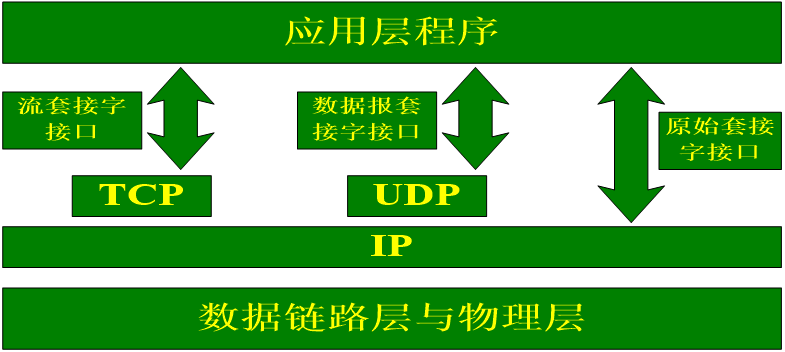 应用层程序
流套接字
接口
数据报套
接字接口
原始套接
字接口
TCP
UDP
IP
数据链路层与物理层